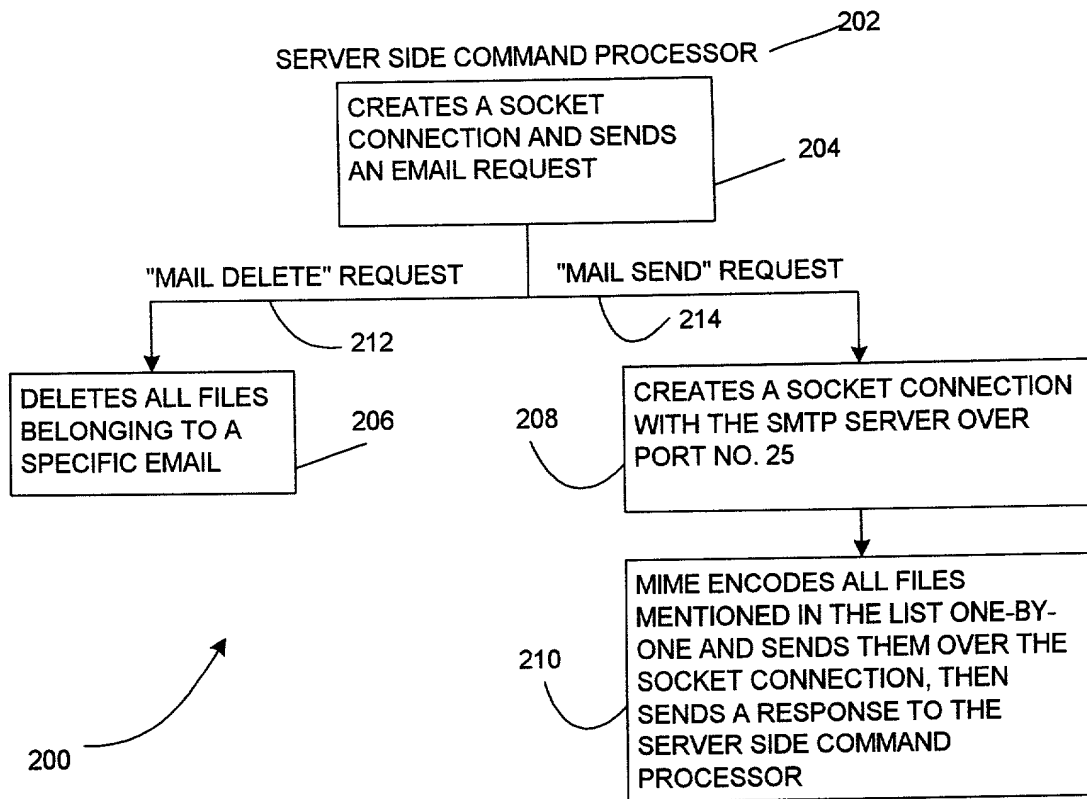 202
SERVER SIDE COMMAND PROCESSOR
CREATES A SOCKET
CONNECTION AND SENDS
AN EMAIL REQUEST
204
"MAIL DELETE" REQUEST
"MAIL SEND" REQUEST
212
214
DELETES ALL FILES
BELONGING TO A
SPECIFIC EMAIL
206
208
CREATES A SOCKET CONNECTION
WITH THE SMTP SERVER OVER
PORT NO. 25
MIME ENCODES ALL FILES
MENTIONED IN THE LIST ONE-BY-
ONE AND SENDS THEM OVER THE
SOCKET CONNECTION, THEN
SENDS A RESPONSE TO THE
SERVER SIDE COMMAND
PROCESSOR
210
200